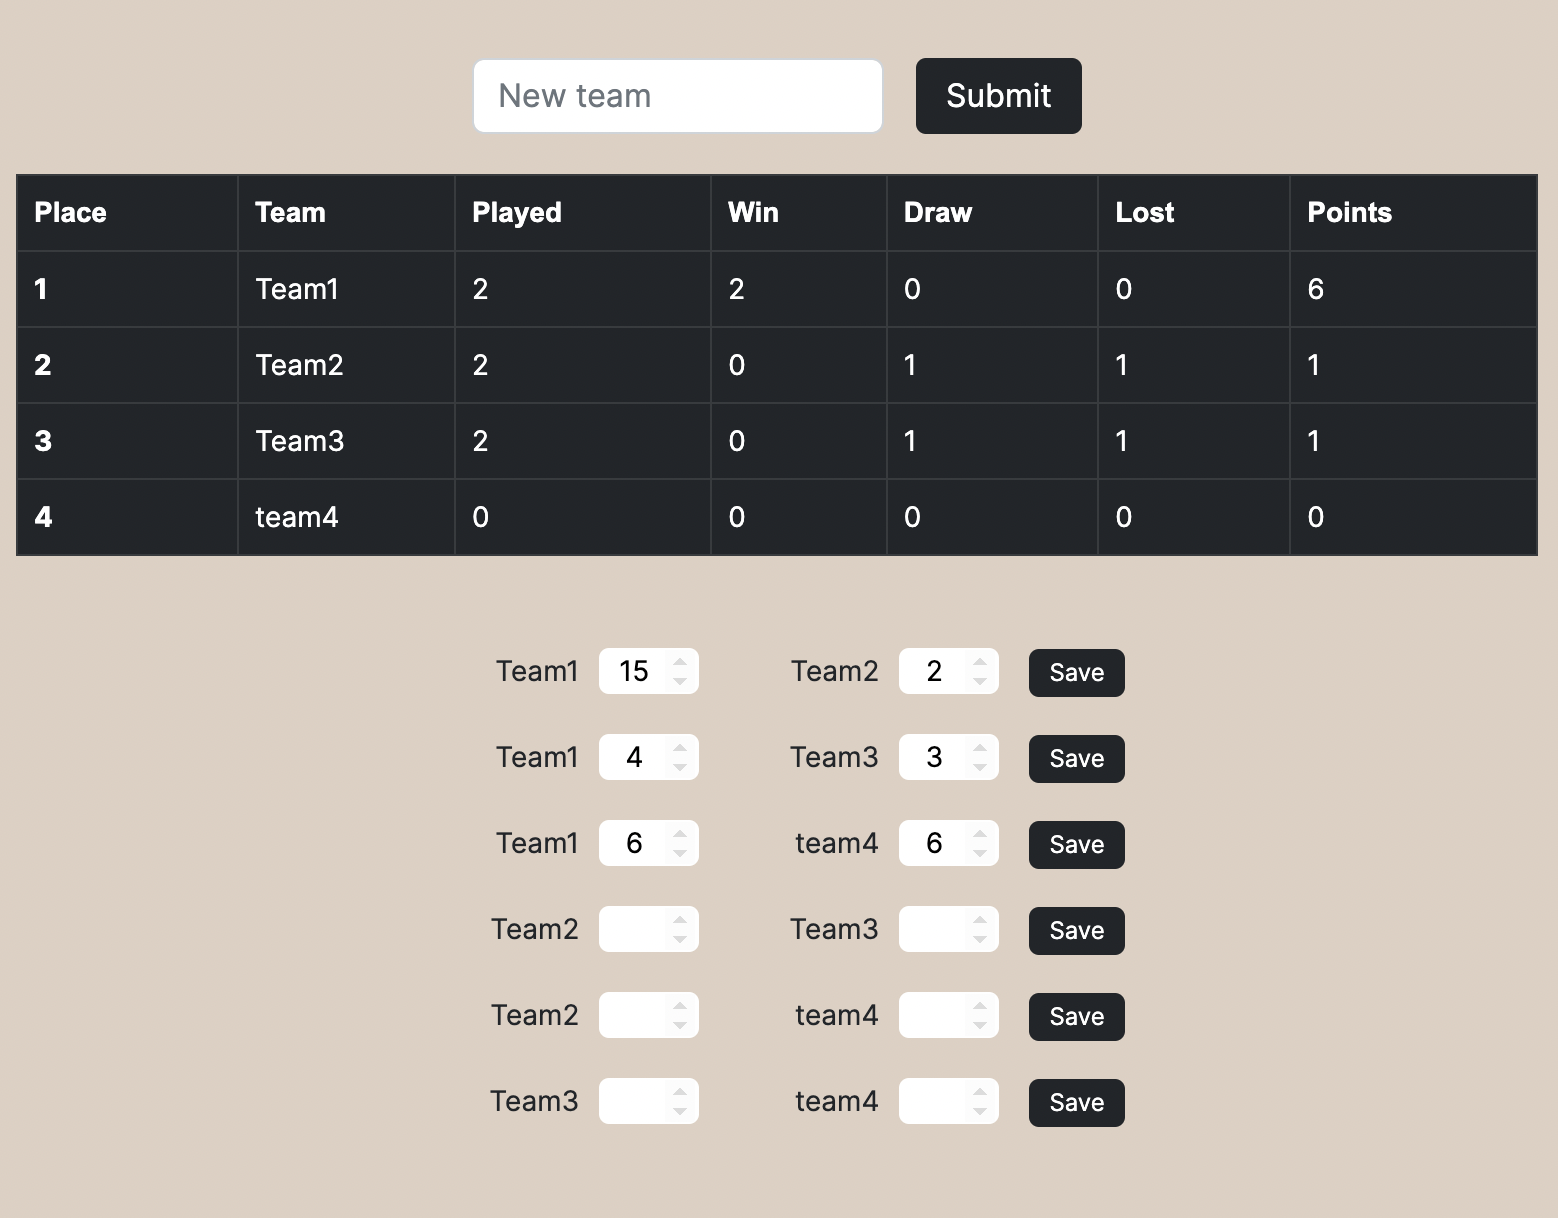 New team Submit
Place Team Played Win Draw Lost Points
1 Team1 2 2 0 0 6
2 Team2 2 0 1 1 1
3 Team3 2 0 1 1 1
4 team4 0 0 0 0 0
Team1 15 Team2 2 Save
Team1 4 Team3 3 Save
Team1 6 team4 6 Save
Team2 Team3 Save
Team2 team4 Save
Team3 team4 Save